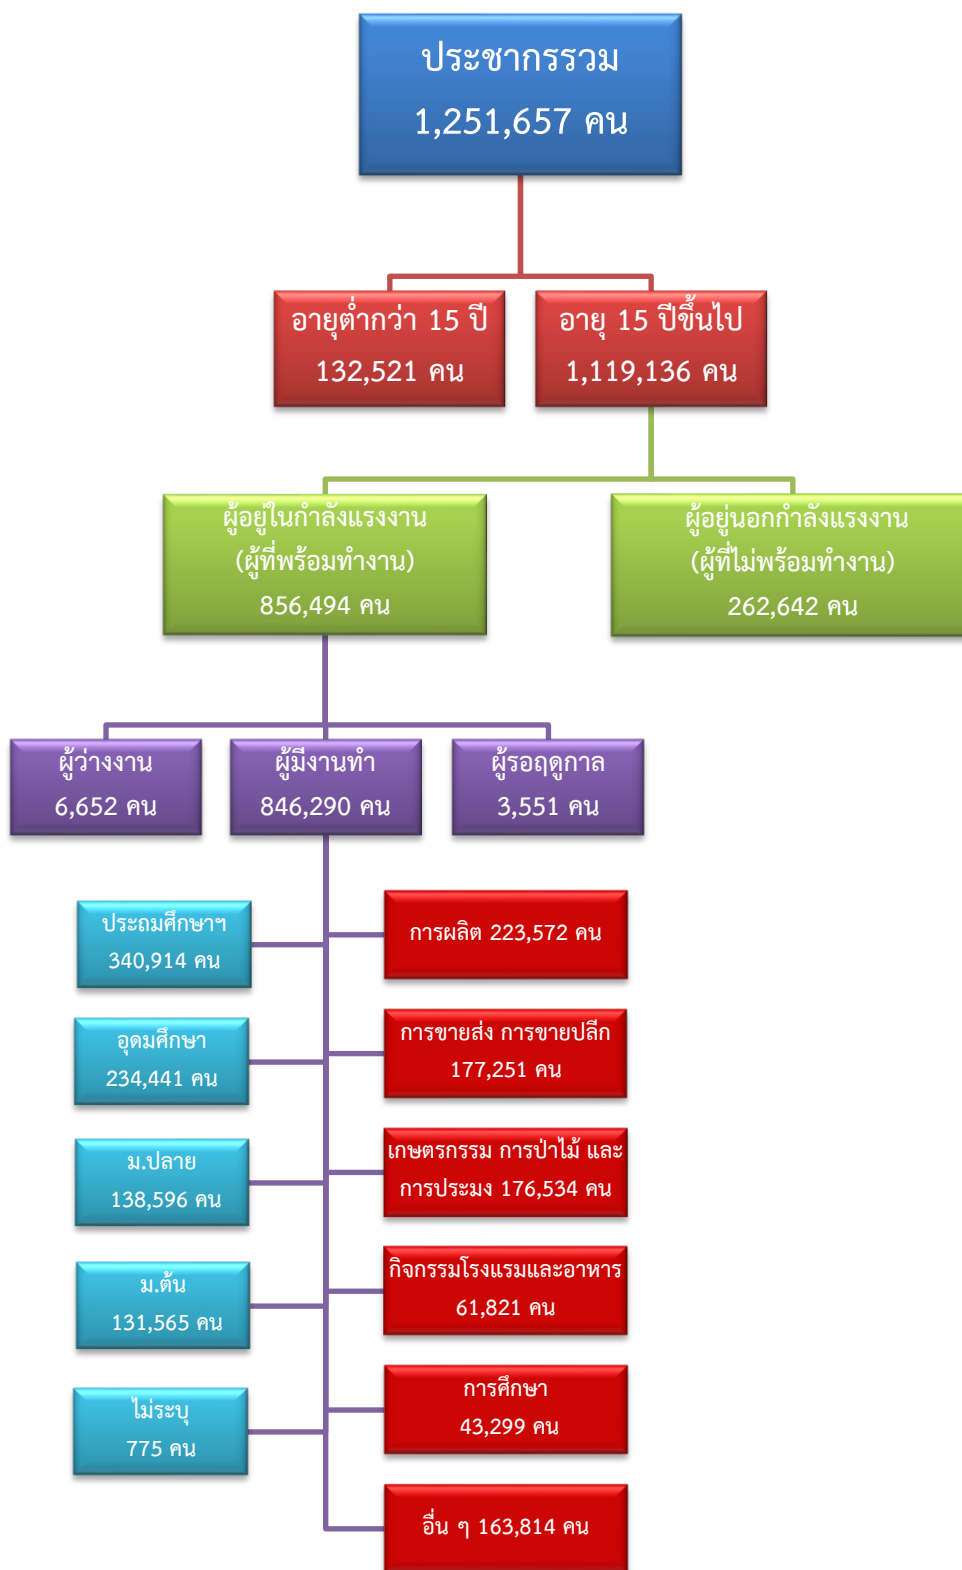 ประชากรรวม
1,251,657 คน
อายุต่ำกว่า 15 ปี
132,521 คน
อายุ 15 ปีขึ้นไป
1,119,136 คน
ผู้อยู่ในกำลังแรงงาน
(ผู้ที่พร้อมทำงาน)
856,494 คน
ผู้อยู่นอกกำลังแรงงาน
(ผู้ที่ไม่พร้อมทำงาน)
262,642 คน
ผู้ว่างงาน
6,652 คน
ผู้มีงานทำ
846,290 คน
ผู้รอฤดูกาล
3,551 คน
ประถมศึกษาฯ
340,914 คน
อุดมศึกษา
234,441 คน
ม.ปลาย
138,596 คน
ม.ต้น
131,565 คน
ไม่ระบุ
775 คน
การผลิต 223,572 คน
การขายส่ง การขายปลีก
177,251 คน
เกษตรกรรม การป่าไม้ และ
การประมง 176,534 คน
กิจกรรมโรงแรมและอาหาร
61,821 คน
การศึกษา
43,299 คน
อื่น ๆ 163,814 คน